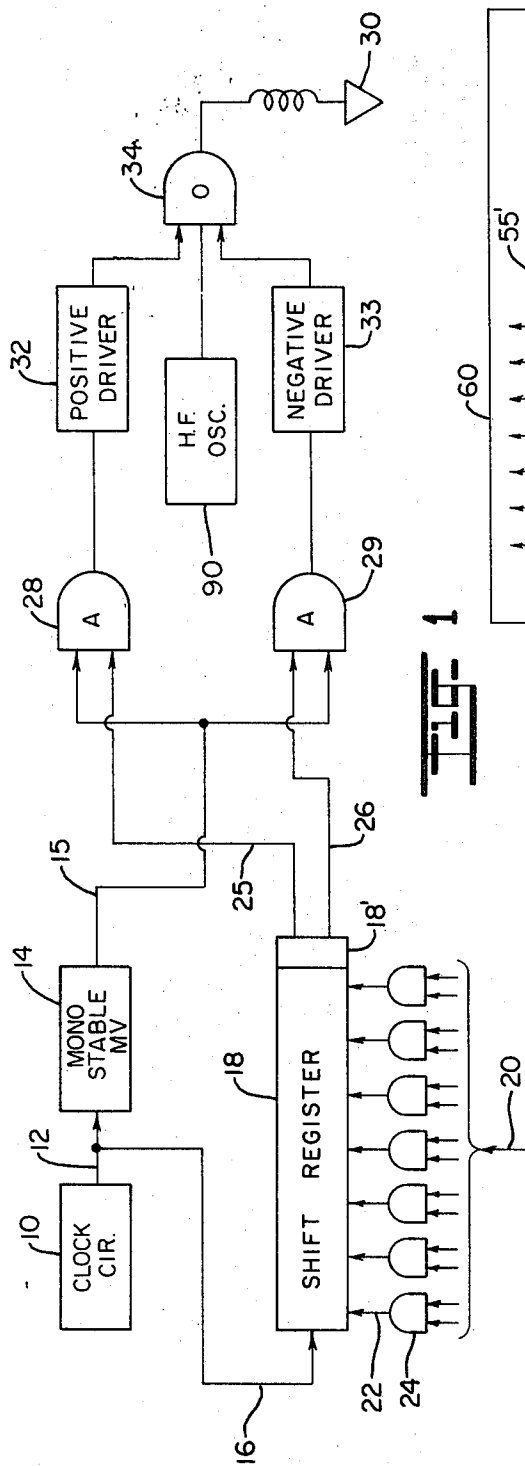 10
CLOCK
CIR.
12
14
MONO
STABLE
MV
15
16
18
SHIFT REGISTER
18'
20
22
24
25
26
28
A
29
A
32
POSITIVE
DRIVER
90
H.F.
OSC.
33
NEGATIVE
DRIVER
34
O
30
FIG. 1
60
55'